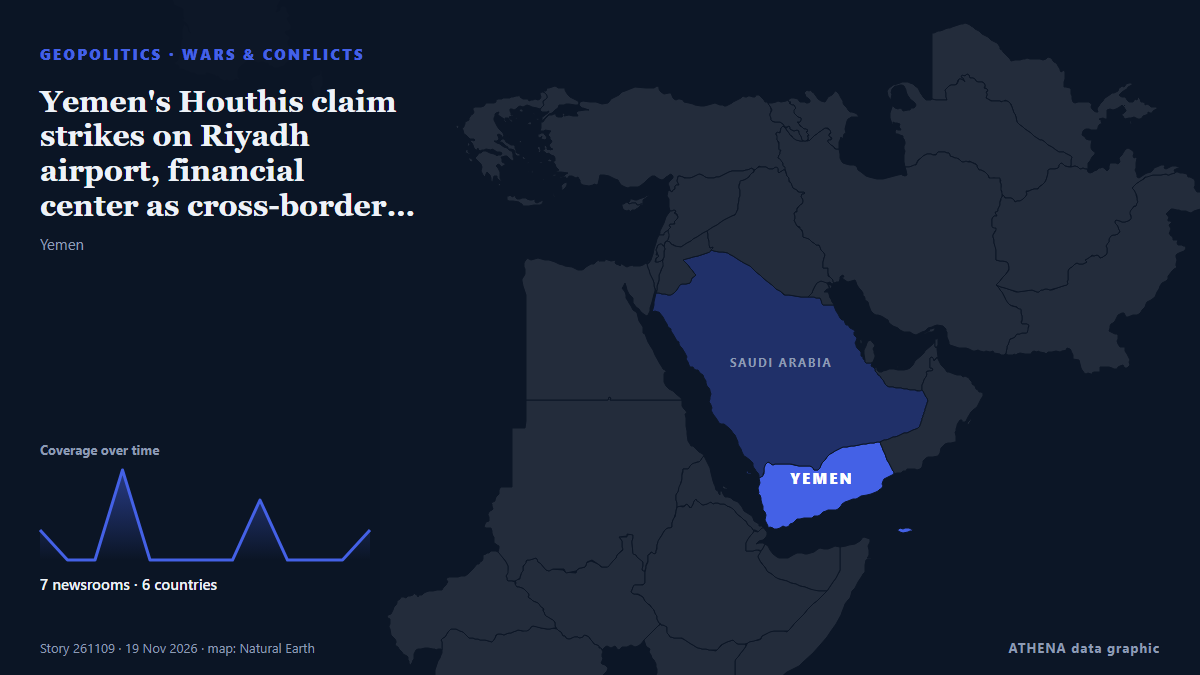 GEOPOLITICS · WARS & CONFLICTS
Yemen's Houthis claim
strikes on Riyadh
airport, financial
center as cross-border...
Yemen
SAUDI ARABIA
YEMEN
Coverage over time
7 newsrooms · 6 countries
Story 261109 · 19 Nov 2026 · map: Natural Earth
ATHENA data graphic